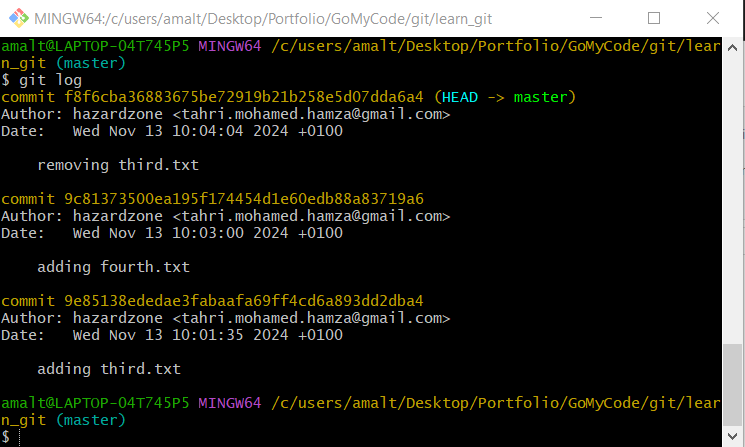 MINGW64:/c/users/amalt/Desktop/Portfolio/GoMyCode/git/learn_git
amalt@LAPTOP-04T745P5 MINGW64 /c/users/amalt/Desktop/Portfolio/GoMyCode/git/lear
n_git (master)
$ git log
commit f8f6cba36883675be72919b21b258e5d07dda6a4 (HEAD -> master)
Author: hazardzone <tahri.mohamed.hamza@gmail.com>
Date:   Wed Nov 13 10:04:04 2024 +0100
    removing third.txt
commit 9c81373500ea195f174454d1e60edb88a83719a6
Author: hazardzone <tahri.mohamed.hamza@gmail.com>
Date:   Wed Nov 13 10:03:00 2024 +0100
    adding fourth.txt
commit 9e85138ededae3fabaafa69ff4cd6a893dd2dba4
Author: hazardzone <tahri.mohamed.hamza@gmail.com>
Date:   Wed Nov 13 10:01:35 2024 +0100
    adding third.txt
amalt@LAPTOP-04T745P5 MINGW64 /c/users/amalt/Desktop/Portfolio/GoMyCode/git/lear
n_git (master)
$